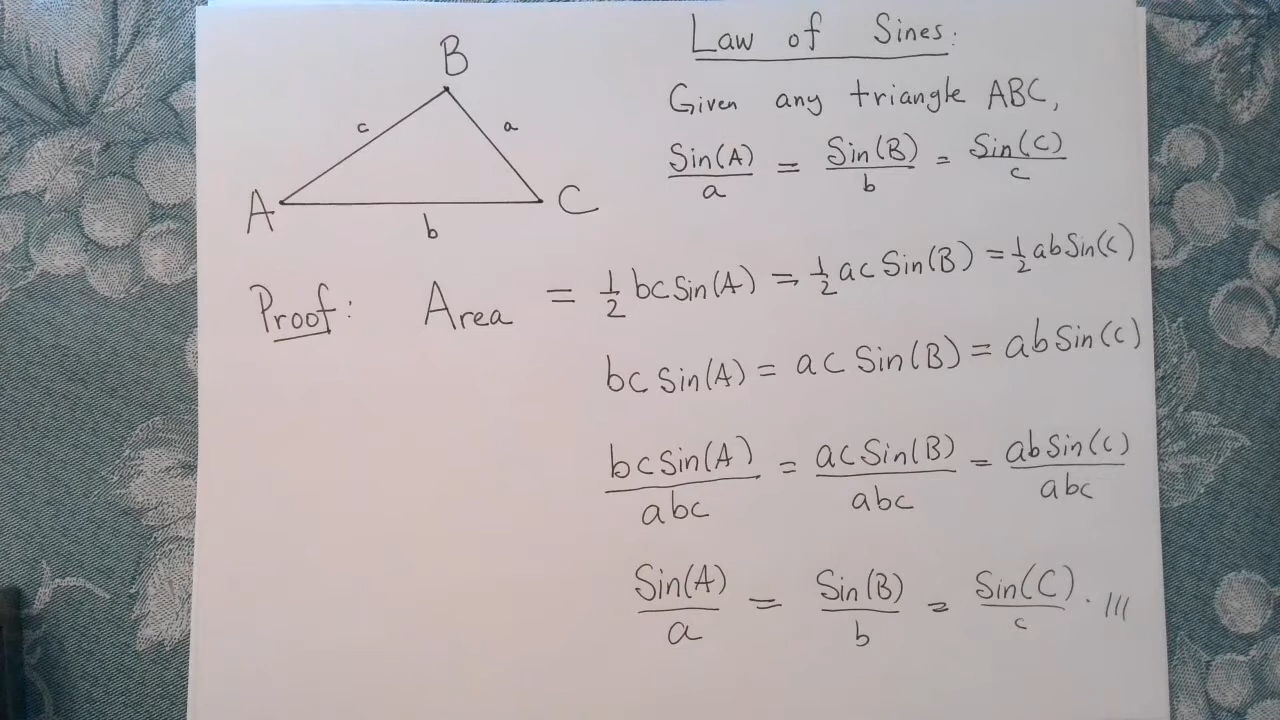 Law of Sines:
B
Given any triangle ABC,
c a
Sin(A)/a = Sin(B)/b = Sin(C)/c
A C
b
Proof: Area = 1/2 bc Sin(A) = 1/2 ac Sin(B) = 1/2 ab Sin(C)
bc Sin(A) = ac Sin(B) = ab Sin(C)
bc Sin(A)/abc = ac Sin(B)/abc = ab Sin(C)/abc
Sin(A)/a = Sin(B)/b = Sin(C)/c . ///